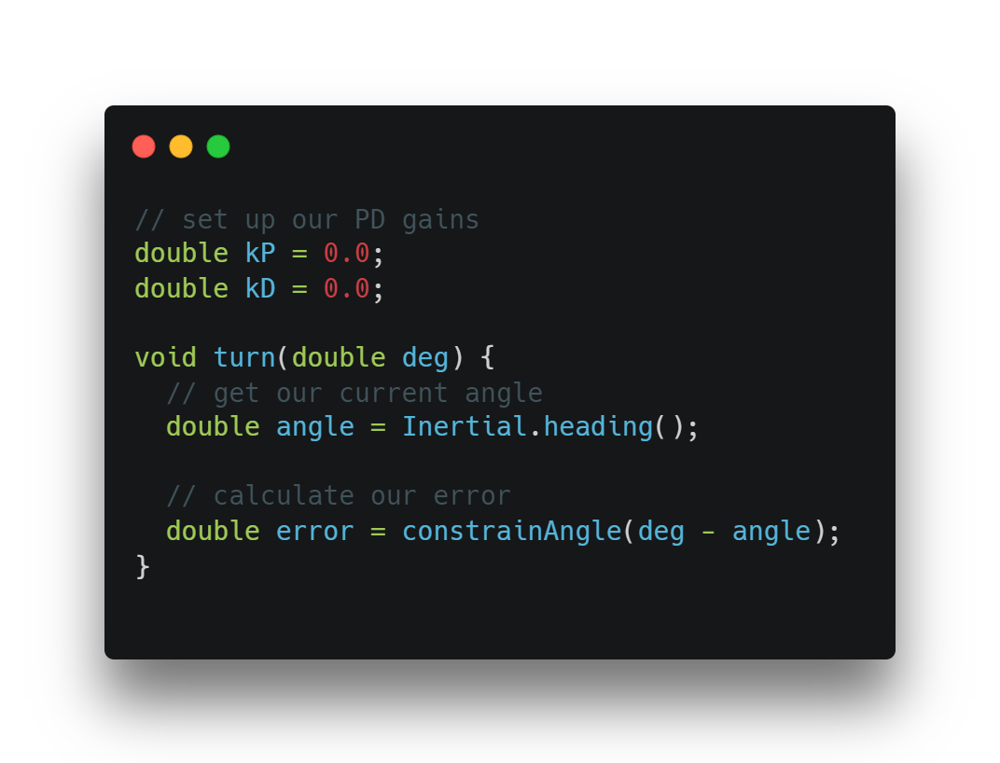 // set up our PD gains
double kP = 0.0;
double kD = 0.0;

void turn(double deg) {
  // get our current angle
  double angle = Inertial.heading();

  // calculate our error
  double error = constrainAngle(deg - angle);
}